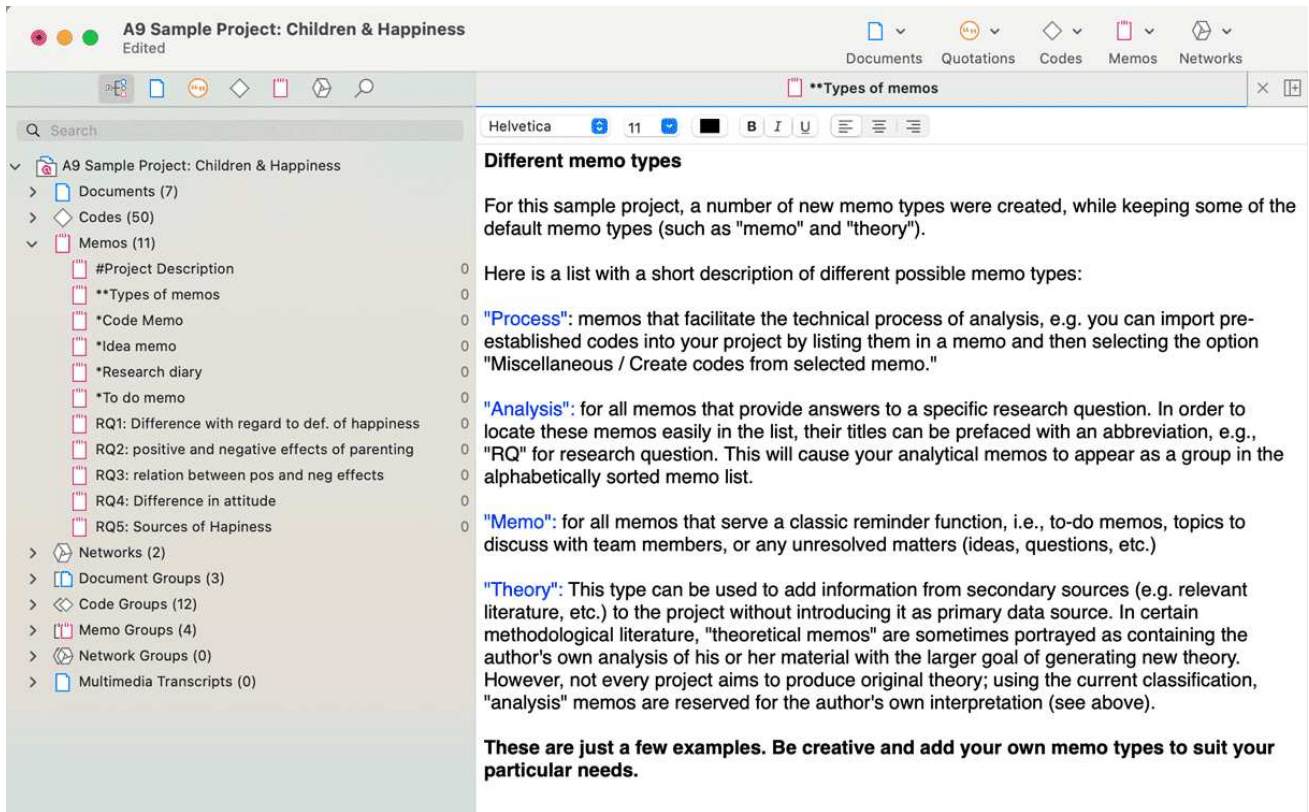 A9 Sample Project: Children & Happiness
Edited
Documents
Quotations
Codes
Memos
Networks
**Types of memos
Search
Helvetica
11
B I U
A9 Sample Project: Children & Happiness
Documents (7)
Codes (50)
Memos (11)
#Project Description 0
**Types of memos 0
*Code Memo 0
*Idea memo 0
*Research diary 0
*To do memo 0
RQ1: Difference with regard to def. of happiness 0
RQ2: positive and negative effects of parenting 0
RQ3: relation between pos and neg effects 0
RQ4: Difference in attitude 0
RQ5: Sources of Hapiness 0
Networks (2)
Document Groups (3)
Code Groups (12)
Memo Groups (4)
Network Groups (0)
Multimedia Transcripts (0)
Different memo types
For this sample project, a number of new memo types were created, while keeping some of the
default memo types (such as "memo" and "theory").
Here is a list with a short description of different possible memo types:
"Process": memos that facilitate the technical process of analysis, e.g. you can import pre-
established codes into your project by listing them in a memo and then selecting the option
"Miscellaneous / Create codes from selected memo."
"Analysis": for all memos that provide answers to a specific research question. In order to
locate these memos easily in the list, their titles can be prefaced with an abbreviation, e.g.,
"RQ" for research question. This will cause your analytical memos to appear as a group in the
alphabetically sorted memo list.
"Memo": for all memos that serve a classic reminder function, i.e., to-do memos, topics to
discuss with team members, or any unresolved matters (ideas, questions, etc.)
"Theory": This type can be used to add information from secondary sources (e.g. relevant
literature, etc.) to the project without introducing it as primary data source. In certain
methodological literature, "theoretical memos" are sometimes portrayed as containing the
author's own analysis of his or her material with the larger goal of generating new theory.
However, not every project aims to produce original theory; using the current classification,
"analysis" memos are reserved for the author's own interpretation (see above).
These are just a few examples. Be creative and add your own memo types to suit your
particular needs.